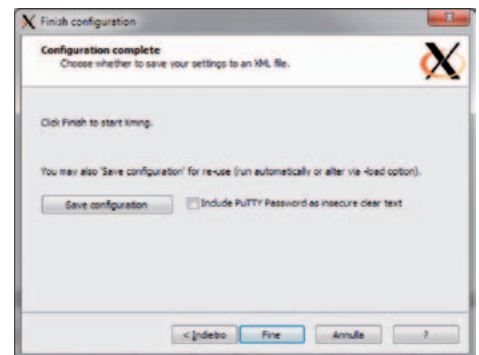 Finish configuration
Configuration complete
Choose whether to save your settings to an XML file.
Click Finish to start Xming.
You may also 'Save configuration' for re-use (run automatically or alter via -load option).
Save configuration
Include PuTTY Password as insecure clear text
< Indietro
Fine
Annulla
?